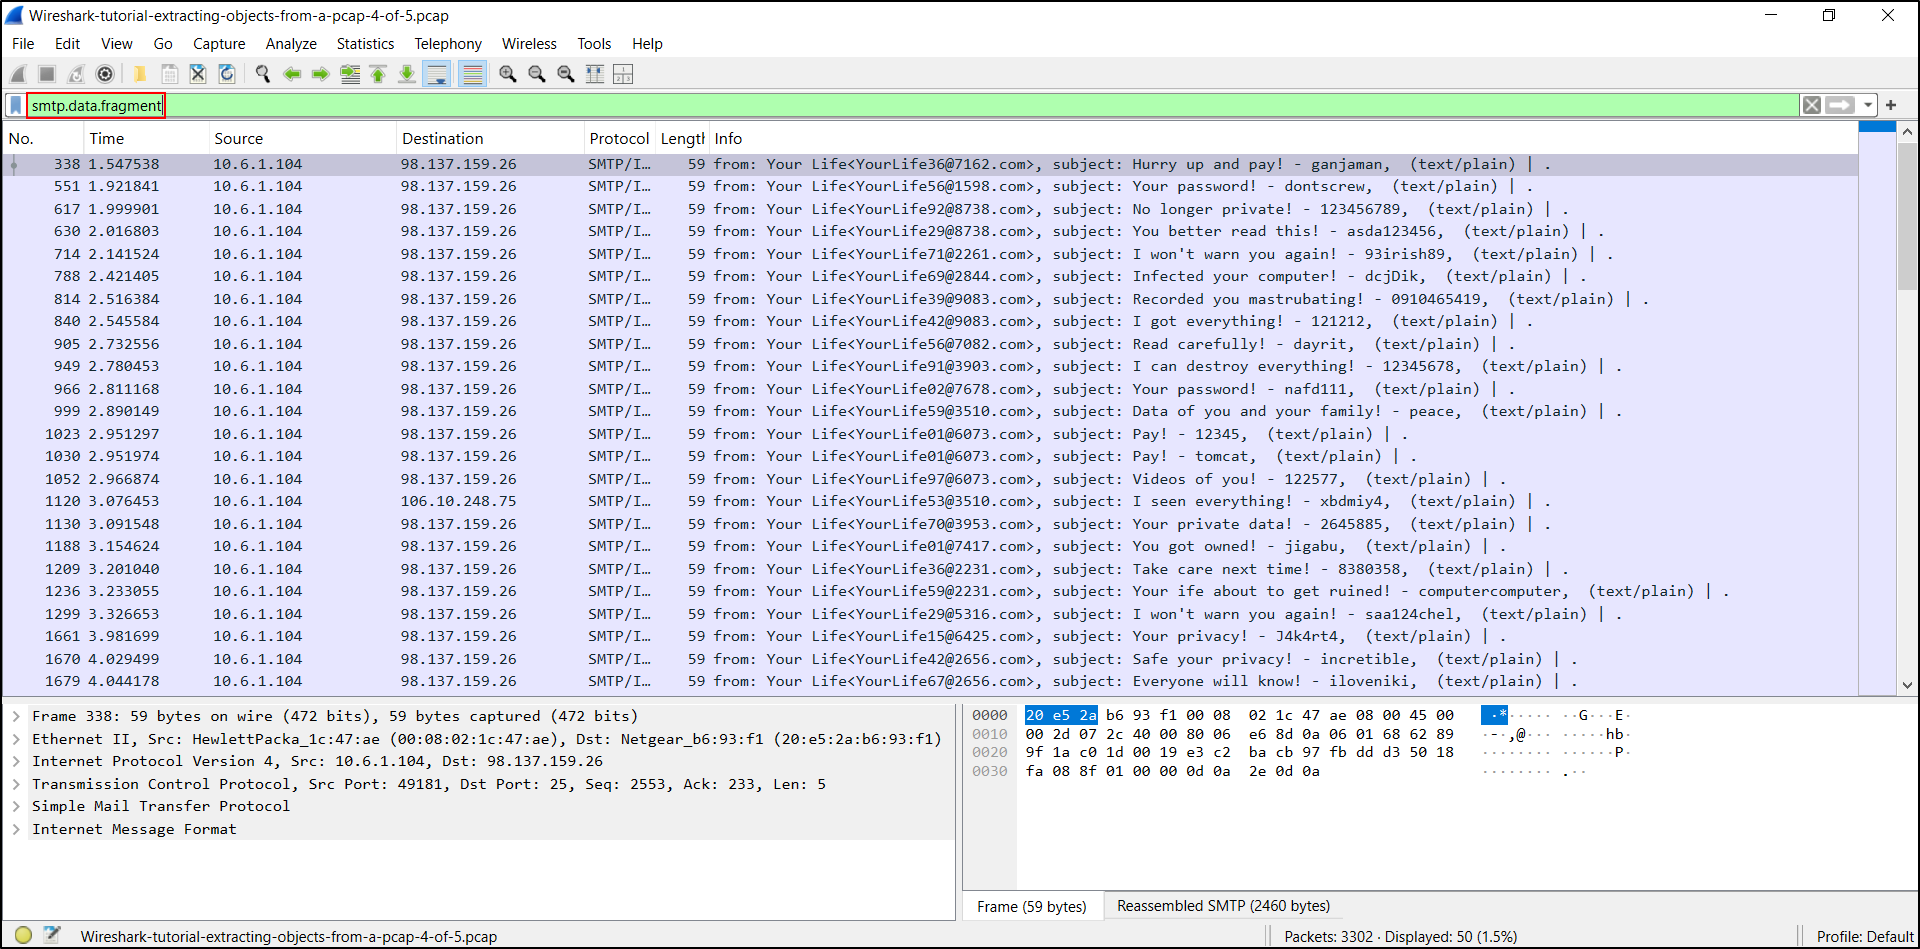 Wireshark-tutorial-extracting-objects-from-a-pcap-4-of-5.pcap
File Edit View Go Capture Analyze Statistics Telephony Wireless Tools Help
smtp.data.fragment
No. Time Source Destination Protocol Length Info
338 1.547538 10.6.1.104 98.137.159.26 SMTP/I… 59 from: Your Life<YourLife36@7162.com>, subject: Hurry up and pay! - ganjaman,  (text/plain) | .
551 1.921841 10.6.1.104 98.137.159.26 SMTP/I… 59 from: Your Life<YourLife56@1598.com>, subject: Your password! - dontscrew,  (text/plain) | .
617 1.999901 10.6.1.104 98.137.159.26 SMTP/I… 59 from: Your Life<YourLife92@8738.com>, subject: No longer private! - 123456789,  (text/plain) | .
630 2.016803 10.6.1.104 98.137.159.26 SMTP/I… 59 from: Your Life<YourLife29@8738.com>, subject: You better read this! - asda123456,  (text/plain) | .
714 2.141524 10.6.1.104 98.137.159.26 SMTP/I… 59 from: Your Life<YourLife71@2261.com>, subject: I won't warn you again! - 93irish89,  (text/plain) | .
788 2.421405 10.6.1.104 98.137.159.26 SMTP/I… 59 from: Your Life<YourLife69@2844.com>, subject: Infected your computer! - dcjDik,  (text/plain) | .
814 2.516384 10.6.1.104 98.137.159.26 SMTP/I… 59 from: Your Life<YourLife39@9083.com>, subject: Recorded you mastrubating! - 0910465419,  (text/plain) | .
840 2.545584 10.6.1.104 98.137.159.26 SMTP/I… 59 from: Your Life<YourLife42@9083.com>, subject: I got everything! - 121212,  (text/plain) | .
905 2.732556 10.6.1.104 98.137.159.26 SMTP/I… 59 from: Your Life<YourLife56@7082.com>, subject: Read carefully! - dayrit,  (text/plain) | .
949 2.780453 10.6.1.104 98.137.159.26 SMTP/I… 59 from: Your Life<YourLife91@3903.com>, subject: I can destroy everything! - 12345678,  (text/plain) | .
966 2.811168 10.6.1.104 98.137.159.26 SMTP/I… 59 from: Your Life<YourLife02@7678.com>, subject: Your password! - nafd111,  (text/plain) | .
999 2.890149 10.6.1.104 98.137.159.26 SMTP/I… 59 from: Your Life<YourLife59@3510.com>, subject: Data of you and your family! - peace,  (text/plain) | .
1023 2.951297 10.6.1.104 98.137.159.26 SMTP/I… 59 from: Your Life<YourLife01@6073.com>, subject: Pay! - 12345,  (text/plain) | .
1030 2.951974 10.6.1.104 98.137.159.26 SMTP/I… 59 from: Your Life<YourLife01@6073.com>, subject: Pay! - tomcat,  (text/plain) | .
1052 2.966874 10.6.1.104 98.137.159.26 SMTP/I… 59 from: Your Life<YourLife97@6073.com>, subject: Videos of you! - 122577,  (text/plain) | .
1120 3.076453 10.6.1.104 106.10.248.75 SMTP/I… 59 from: Your Life<YourLife53@3510.com>, subject: I seen everything! - xbdmiy4,  (text/plain) | .
1130 3.091548 10.6.1.104 98.137.159.26 SMTP/I… 59 from: Your Life<YourLife70@3953.com>, subject: Your private data! - 2645885,  (text/plain) | .
1188 3.154624 10.6.1.104 98.137.159.26 SMTP/I… 59 from: Your Life<YourLife01@7417.com>, subject: You got owned! - jigabu,  (text/plain) | .
1209 3.201040 10.6.1.104 98.137.159.26 SMTP/I… 59 from: Your Life<YourLife36@2231.com>, subject: Take care next time! - 8380358,  (text/plain) | .
1236 3.233055 10.6.1.104 98.137.159.26 SMTP/I… 59 from: Your Life<YourLife59@2231.com>, subject: Your ife about to get ruined! - computercomputer,  (text/plain) | .
1299 3.326653 10.6.1.104 98.137.159.26 SMTP/I… 59 from: Your Life<YourLife29@5316.com>, subject: I won't warn you again! - saa124chel,  (text/plain) | .
1661 3.981699 10.6.1.104 98.137.159.26 SMTP/I… 59 from: Your Life<YourLife15@6425.com>, subject: Your privacy! - J4k4rt4,  (text/plain) | .
1670 4.029499 10.6.1.104 98.137.159.26 SMTP/I… 59 from: Your Life<YourLife42@2656.com>, subject: Safe your privacy! - incretible,  (text/plain) | .
1679 4.044178 10.6.1.104 98.137.159.26 SMTP/I… 59 from: Your Life<YourLife67@2656.com>, subject: Everyone will know! - iloveniki,  (text/plain) | .
Frame 338: 59 bytes on wire (472 bits), 59 bytes captured (472 bits)
Ethernet II, Src: HewlettPacka_1c:47:ae (00:08:02:1c:47:ae), Dst: Netgear_b6:93:f1 (20:e5:2a:b6:93:f1)
Internet Protocol Version 4, Src: 10.6.1.104, Dst: 98.137.159.26
Transmission Control Protocol, Src Port: 49181, Dst Port: 25, Seq: 2553, Ack: 233, Len: 5
Simple Mail Transfer Protocol
Internet Message Format
0000 20 e5 2a b6 93 f1 00 08 02 1c 47 ae 08 00 45 00 ·*····· ··G···E·
0010 00 2d 07 2c 40 00 80 06 e6 8d 0a 06 01 68 62 89 ·-·,@··· ·····hb·
0020 9f 1a c0 1d 00 19 e3 c2 ba cb 97 fb dd d3 50 18 ········ ······P·
0030 fa 08 8f 01 00 00 0d 0a 2e 0d 0a ········ .··
Frame (59 bytes) Reassembled SMTP (2460 bytes)
Wireshark-tutorial-extracting-objects-from-a-pcap-4-of-5.pcap Packets: 3302 · Displayed: 50 (1.5%) Profile: Default